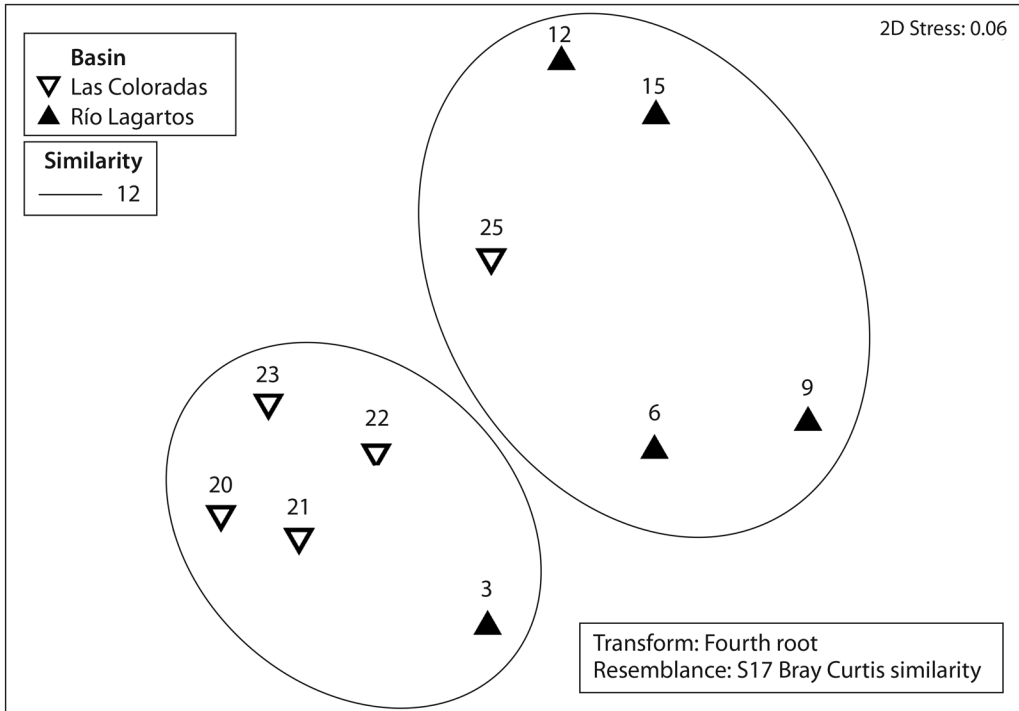 2D Stress: 0.06
Basin
Las Coloradas
Río Lagartos
Similarity
12
12
15
25
23
22
9
6
20
21
3
Transform: Fourth root
Resemblance: S17 Bray Curtis similarity